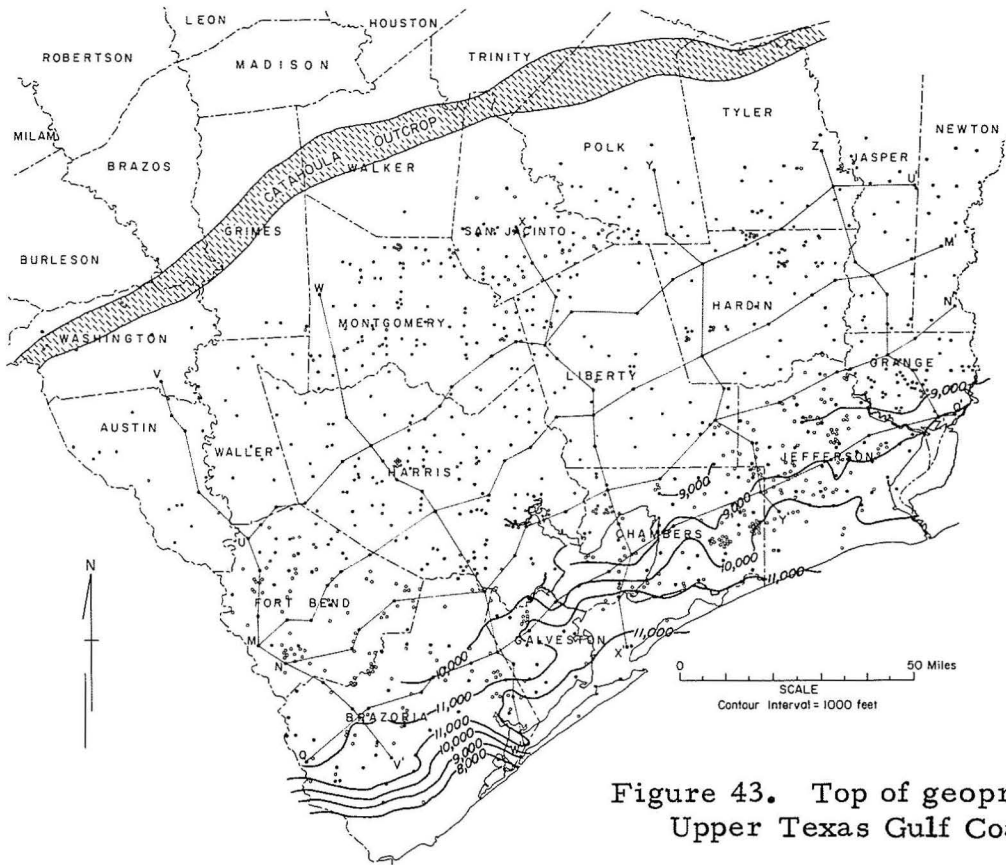 LEON
HOUSTON
ROBERTSON
MADISON
TRINITY
TYLER
NEWTON
MILAM
BRAZOS
CATAHOULA OUTCROP
WALKER
POLK
Y
Z
JASPER
U'
GRIMES
X
SAN JACINTO
BURLESON
M'
W
HARDIN
N'
MONTGOMERY
WASHINGTON
V
LIBERTY
ORANGE
9,000
AUSTIN
WALLER
JEFFERSON
HARRIS
9,000
9,000
CHAMBERS
Y'
U
10,000
N
11,000
FORT BEND
11,000
M
GALVESTON
N
X'
10,000
0 50 Miles
SCALE
Contour Interval = 1000 feet
11,000
BRAZORIA
11,000
10,000
9,000
8,000
O
V'
W'
Figure 43. Top of geopr
Upper Texas Gulf Coa